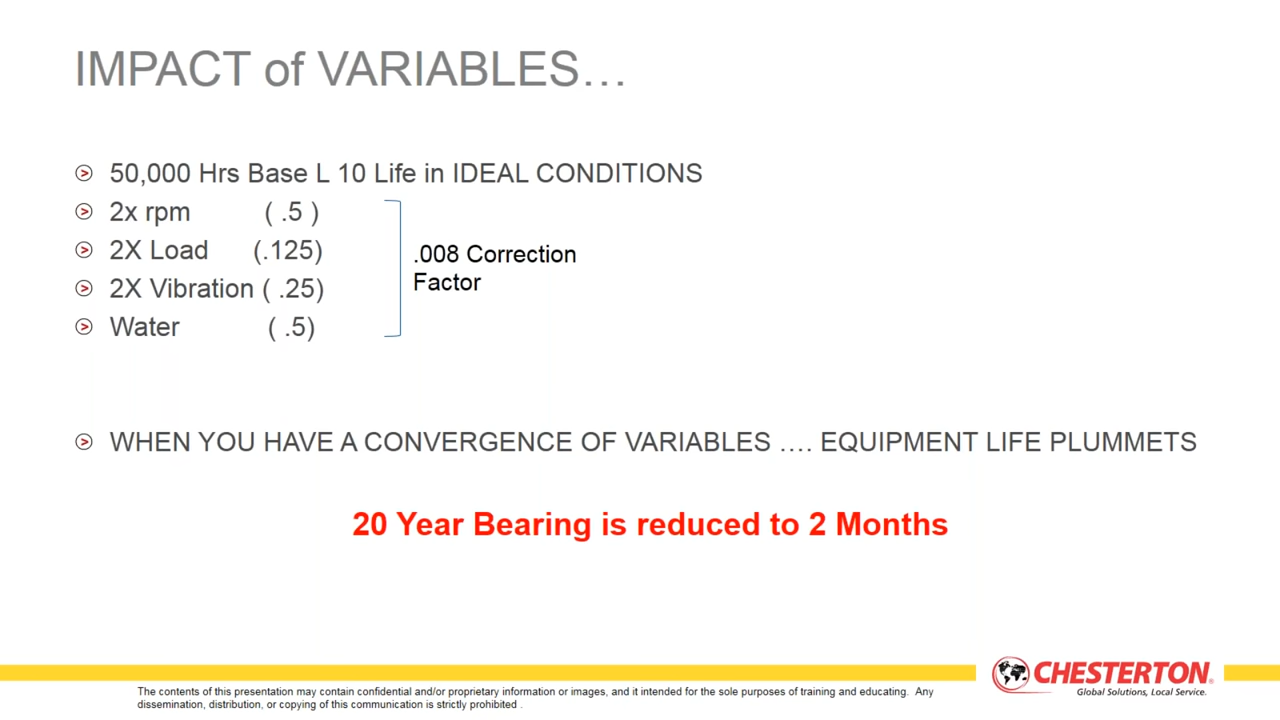 IMPACT of VARIABLES…
50,000 Hrs Base L 10 Life in IDEAL CONDITIONS
2x rpm ( .5 )
2X Load (.125)
2X Vibration ( .25)
Water ( .5)
.008 Correction
Factor
WHEN YOU HAVE A CONVERGENCE OF VARIABLES …. EQUIPMENT LIFE PLUMMETS
20 Year Bearing is reduced to 2 Months
CHESTERTON®
Global Solutions, Local Service.
The contents of this presentation may contain confidential and/or proprietary information or images, and it intended for the sole purposes of training and educating. Any
dissemination, distribution, or copying of this communication is strictly prohibited .